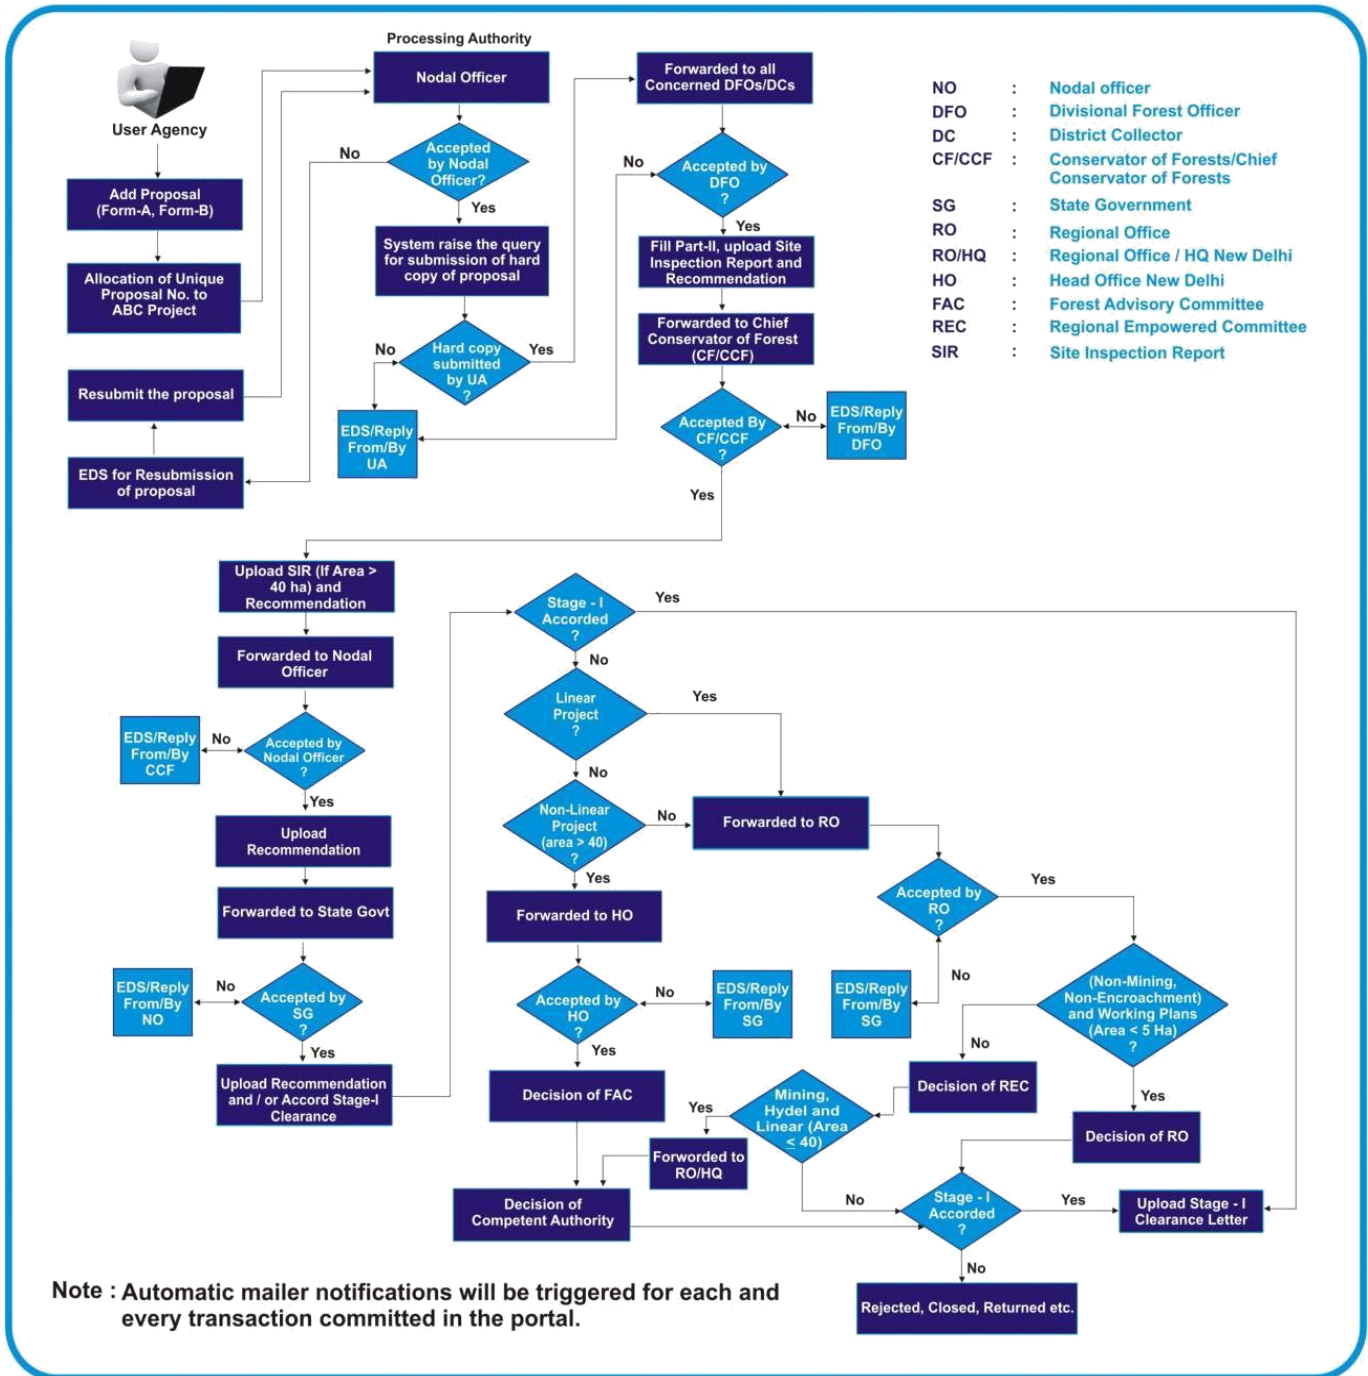 Processing Authority
Nodal Officer
User Agency
Add Proposal
(Form-A, Form-B)
Allocation of Unique
Proposal No. to
ABC Project
Resubmit the proposal
EDS for Resubmission
of proposal
Accepted
by Nodal
Officer?
No
Yes
System raise the query
for submission of hard
copy of proposal
Hard copy
submitted
by UA
?
No
Yes
EDS/Reply
From/By
UA
Forwarded to all
Concerned DFOs/DCs
Accepted by
DFO
?
No
Yes
Fill Part-II, upload Site
Inspection Report and
Recommendation
Forwarded to Chief
Conservator of Forest
(CF/CCF)
Accepted By
CF/CCF
?
No
EDS/Reply
From/By
DFO
Yes
NO : Nodal officer
DFO : Divisional Forest Officer
DC : District Collector
CF/CCF : Conservator of Forests/Chief
Conservator of Forests
SG : State Government
RO : Regional Office
RO/HQ : Regional Office / HQ New Delhi
HO : Head Office New Delhi
FAC : Forest Advisory Committee
REC : Regional Empowered Committee
SIR : Site Inspection Report
Upload SIR (If Area >
40 ha) and
Recommendation
Forwarded to Nodal
Officer
Accepted by
Nodal Officer
?
No
EDS/Reply
From/By
CCF
Yes
Upload
Recommendation
Forwarded to State Govt
Accepted by
SG
?
No
EDS/Reply
From/By
NO
Yes
Upload Recommendation
and / or Accord Stage-I
Clearance
Stage - I
Accorded
?
Yes
No
Linear
Project
?
Yes
No
Non-Linear
Project
(area > 40)
?
No
Yes
Forwarded to RO
Forwarded to HO
Accepted by
HO
?
No
EDS/Reply
From/By
SG
Yes
Decision of FAC
Accepted by
RO
?
Yes
No
EDS/Reply
From/By
SG
(Non-Mining,
Non-Encroachment)
and Working Plans
(Area < 5 Ha)
?
No
Yes
Decision of REC
Decision of RO
Mining,
Hydel and
Linear (Area
≤ 40)
Yes
No
Forworded to
RO/HQ
Decision of
Competent Authority
Stage - I
Accorded
?
Yes
No
Upload Stage - I
Clearance Letter
Rejected, Closed, Returned etc.
Note : Automatic mailer notifications will be triggered for each and
every transaction committed in the portal.